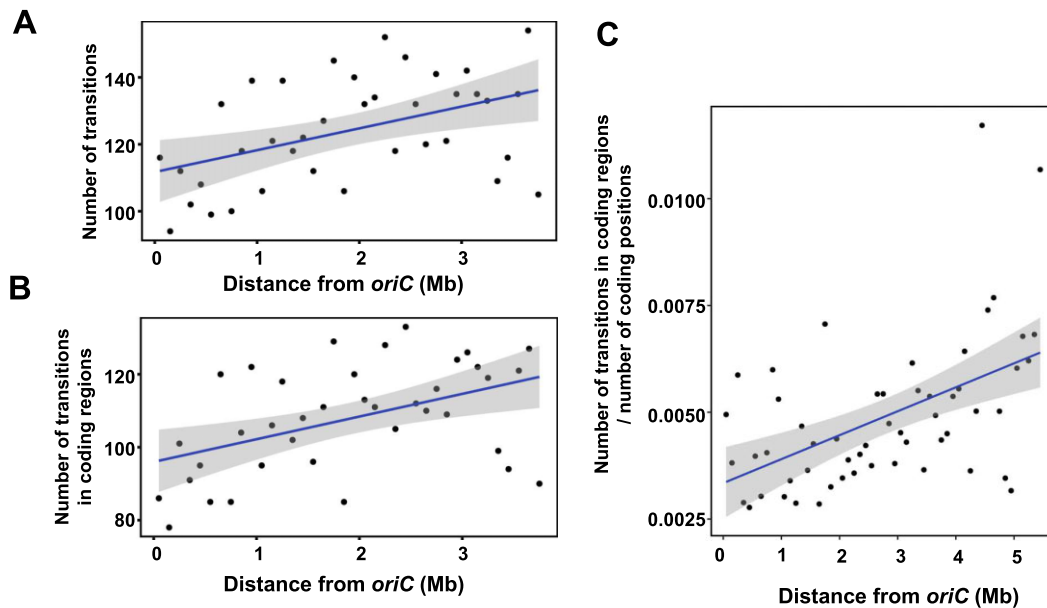 A
Number of transitions
140
120
100
0 1 2 3
Distance from oriC (Mb)
B
Number of transitions
in coding regions
120
100
80
0 1 2 3
Distance from oriC (Mb)
C
Number of transitions in coding regions
/ number of coding positions
0.0100
0.0075
0.0050
0.0025
0 1 2 3 4 5
Distance from oriC (Mb)